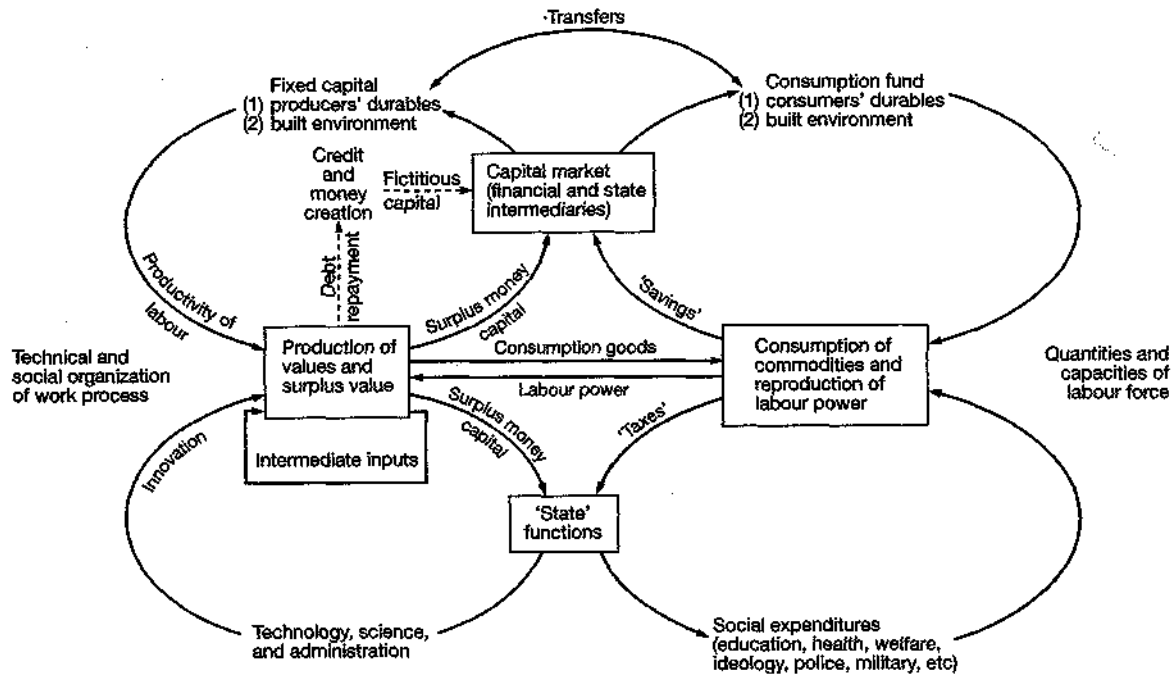 Transfers
Fixed capital
(1) producers' durables
(2) built environment
Consumption fund
(1) consumers' durables
(2) built environment
Credit
and
money
creation
Fictitious
capital
Capital market
(financial and state
intermediaries)
Debt
repayment
Productivity of
labour
Surplus money
capital
'Savings'
Technical and
social organization
of work process
Production of
values and
surplus value
Consumption goods
Labour power
Consumption of
commodities and
reproduction of
labour power
Quantities and
capacities of
labour force
Innovation
Intermediate inputs
Surplus money
capital
'Taxes'
'State'
functions
Technology, science,
and administration
Social expenditures
(education, health, welfare,
ideology, police, military, etc)